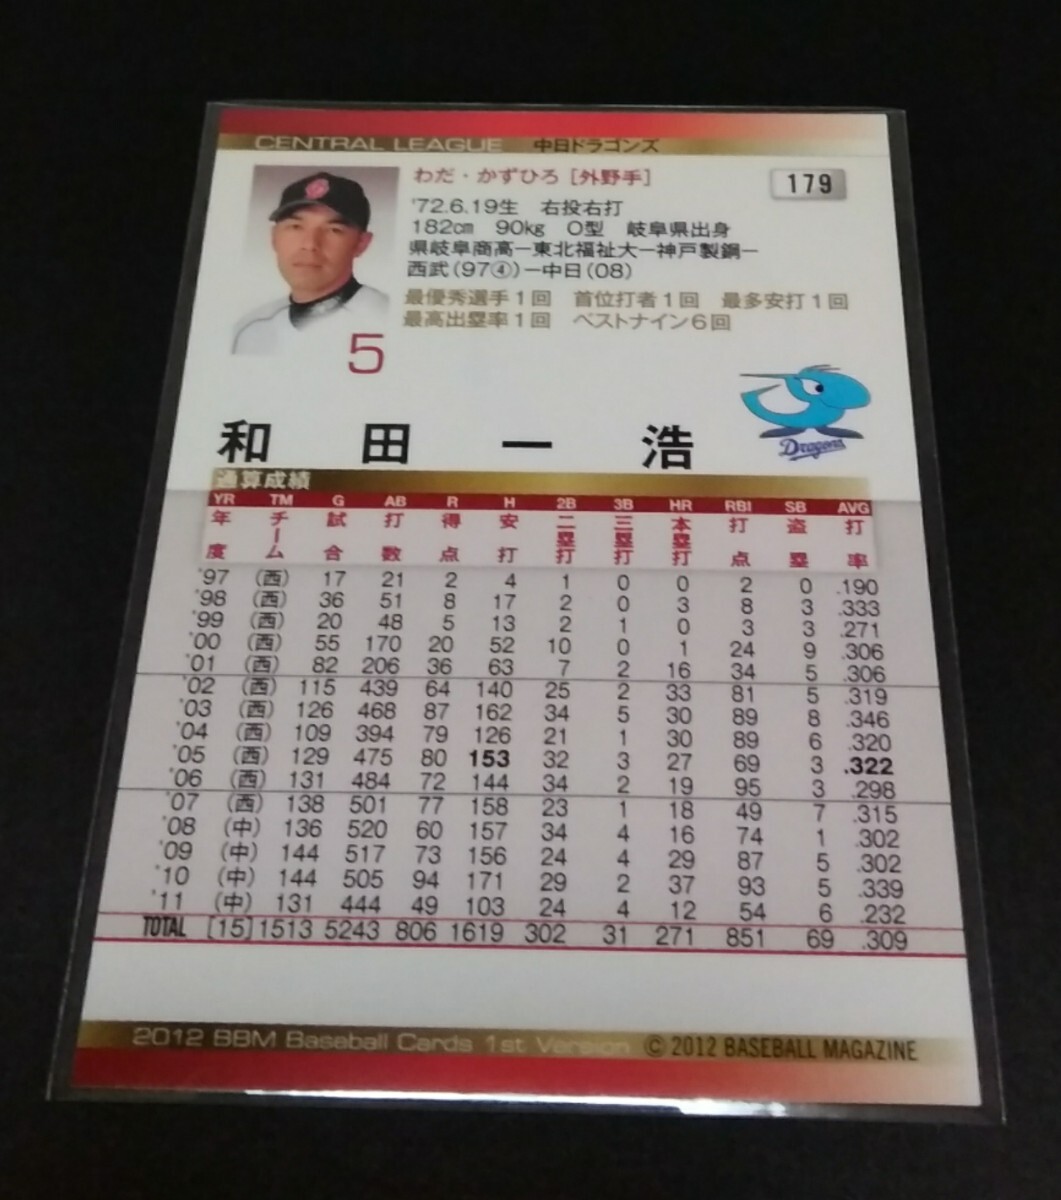 CENTRAL LEAGUE 中日ドラゴンズ
わだ・かずひろ［外野手］ 179
'72.6.19生 右投右打
182cm 90kg O型 岐阜県出身
県岐阜商高ー東北福祉大ー神戸製鋼ー
西武(97④)ー中日(08)
最優秀選手1回 首位打者1回 最多安打1回
最高出塁率1回 ベストナイン6回
5
Dragons
和田一浩
通算成績
YR TM G AB R H 2B 3B HR RBI SB AVG
年度 チーム 試合 打数 得点 安打 二塁打 三塁打 本塁打 打点 盗塁 打率
'97 (西) 17 21 2 4 1 0 0 2 0 .190
'98 (西) 36 51 8 17 2 0 3 8 3 .333
'99 (西) 20 48 5 13 2 1 0 3 3 .271
'00 (西) 55 170 20 52 10 0 1 24 9 .306
'01 (西) 82 206 36 63 7 2 16 34 5 .306
'02 (西) 115 439 64 140 25 2 33 81 5 .319
'03 (西) 126 468 87 162 34 5 30 89 8 .346
'04 (西) 109 394 79 126 21 1 30 89 6 .320
'05 (西) 129 475 80 153 32 3 27 69 3 .322
'06 (西) 131 484 72 144 34 2 19 95 3 .298
'07 (西) 138 501 77 158 23 1 18 49 7 .315
'08 (中) 136 520 60 157 34 4 16 74 1 .302
'09 (中) 144 517 73 156 24 4 29 87 5 .302
'10 (中) 144 505 94 171 29 2 37 93 5 .339
'11 (中) 131 444 49 103 24 4 12 54 6 .232
TOTAL [15] 1513 5243 806 1619 302 31 271 851 69 .309
2012 BBM Baseball Cards 1st Version © 2012 BASEBALL MAGAZINE